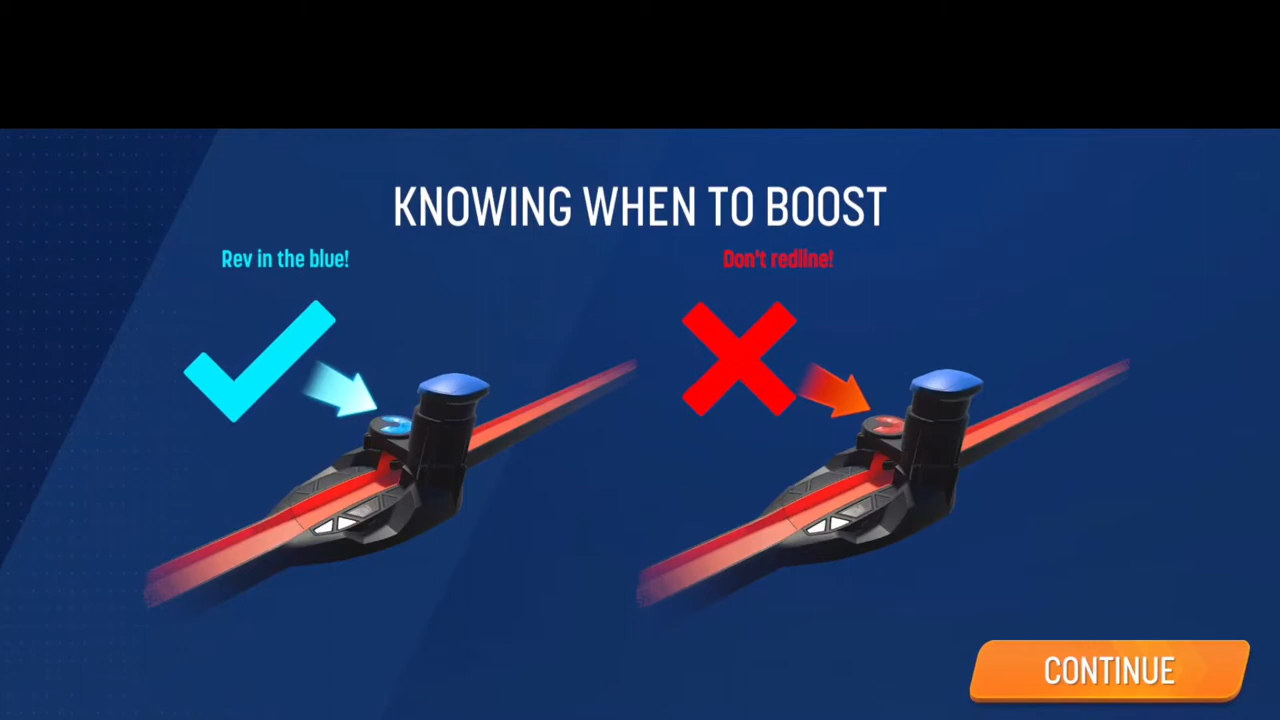 KNOWING WHEN TO BOOST
Rev in the blue!
Don't redline!
CONTINUE